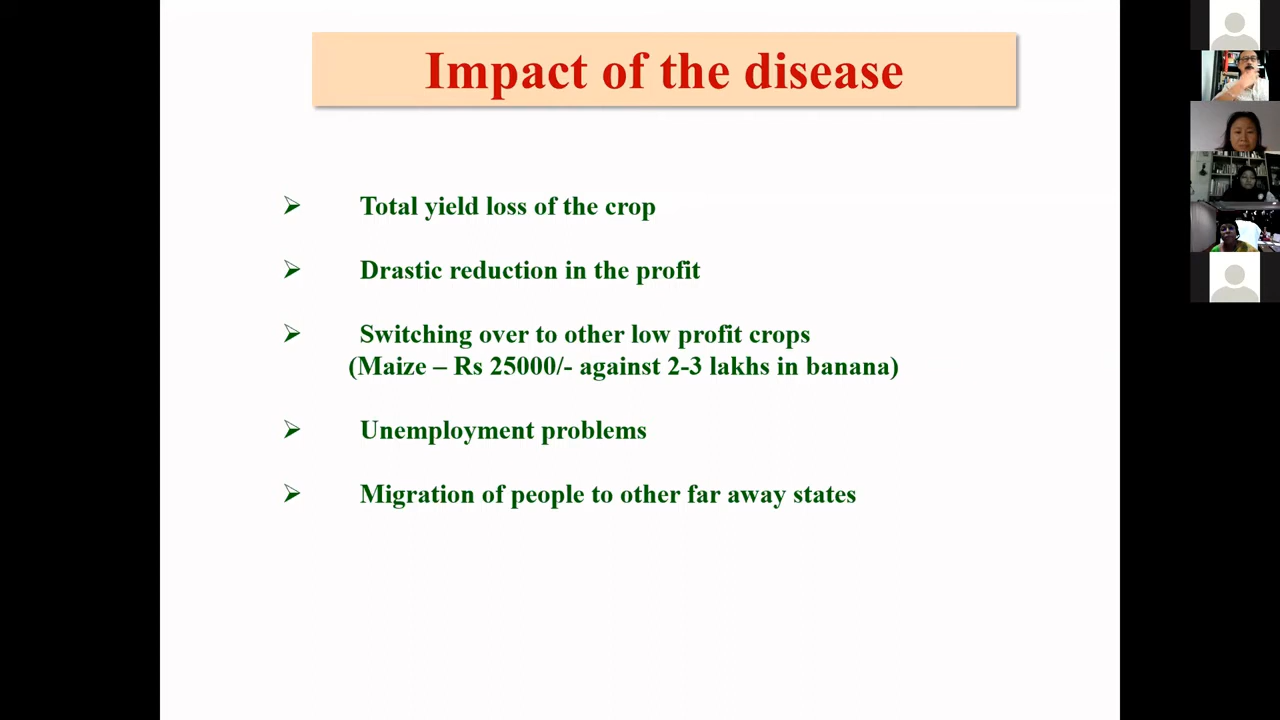 Impact of the disease
➢ Total yield loss of the crop
➢ Drastic reduction in the profit
➢ Switching over to other low profit crops
(Maize – Rs 25000/- against 2-3 lakhs in banana)
➢ Unemployment problems
➢ Migration of people to other far away states